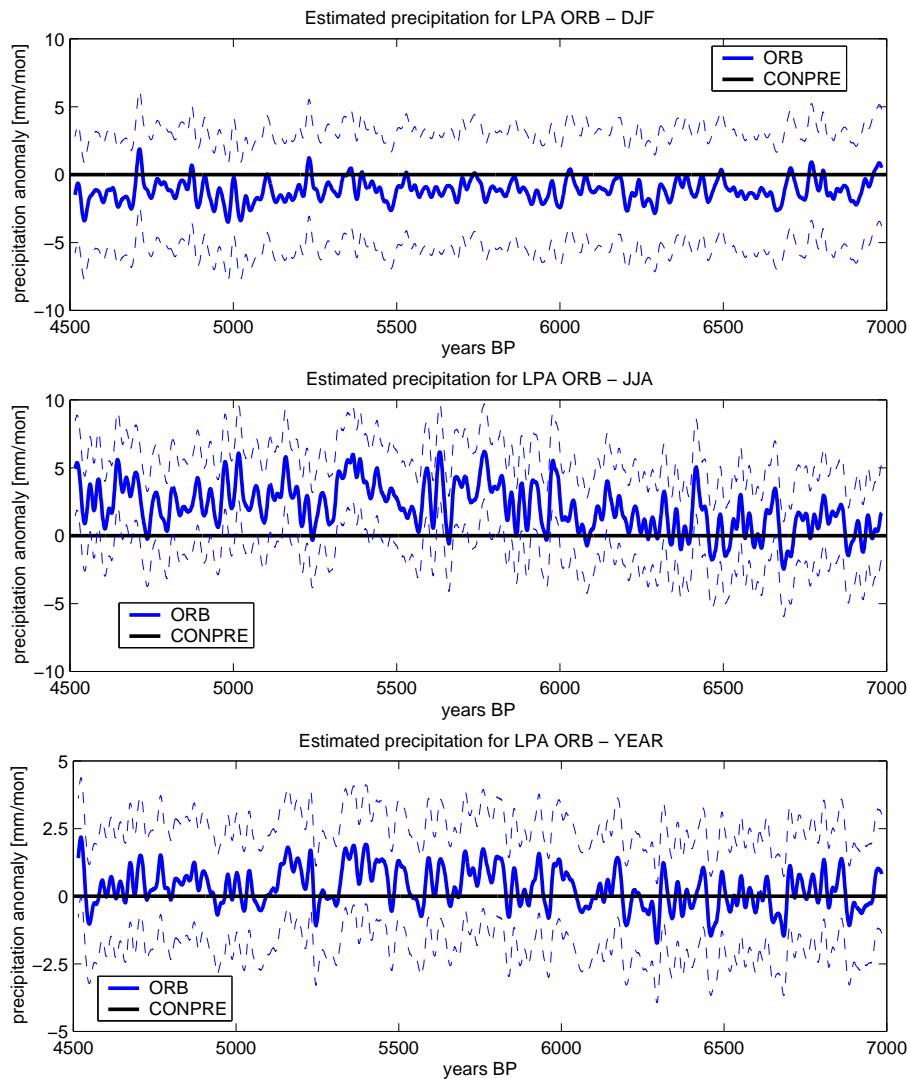 Estimated precipitation for LPA ORB − DJF
precipitation anomaly [mm/mon]
10
5
0
−5
−10
ORB
CONPRE
4500 5000 5500 6000 6500 7000
years BP
Estimated precipitation for LPA ORB − JJA
precipitation anomaly [mm/mon]
10
5
0
−5
−10
ORB
CONPRE
4500 5000 5500 6000 6500 7000
years BP
Estimated precipitation for LPA ORB − YEAR
precipitation anomaly [mm/mon]
5
2.5
0
−2.5
−5
ORB
CONPRE
4500 5000 5500 6000 6500 7000
years BP